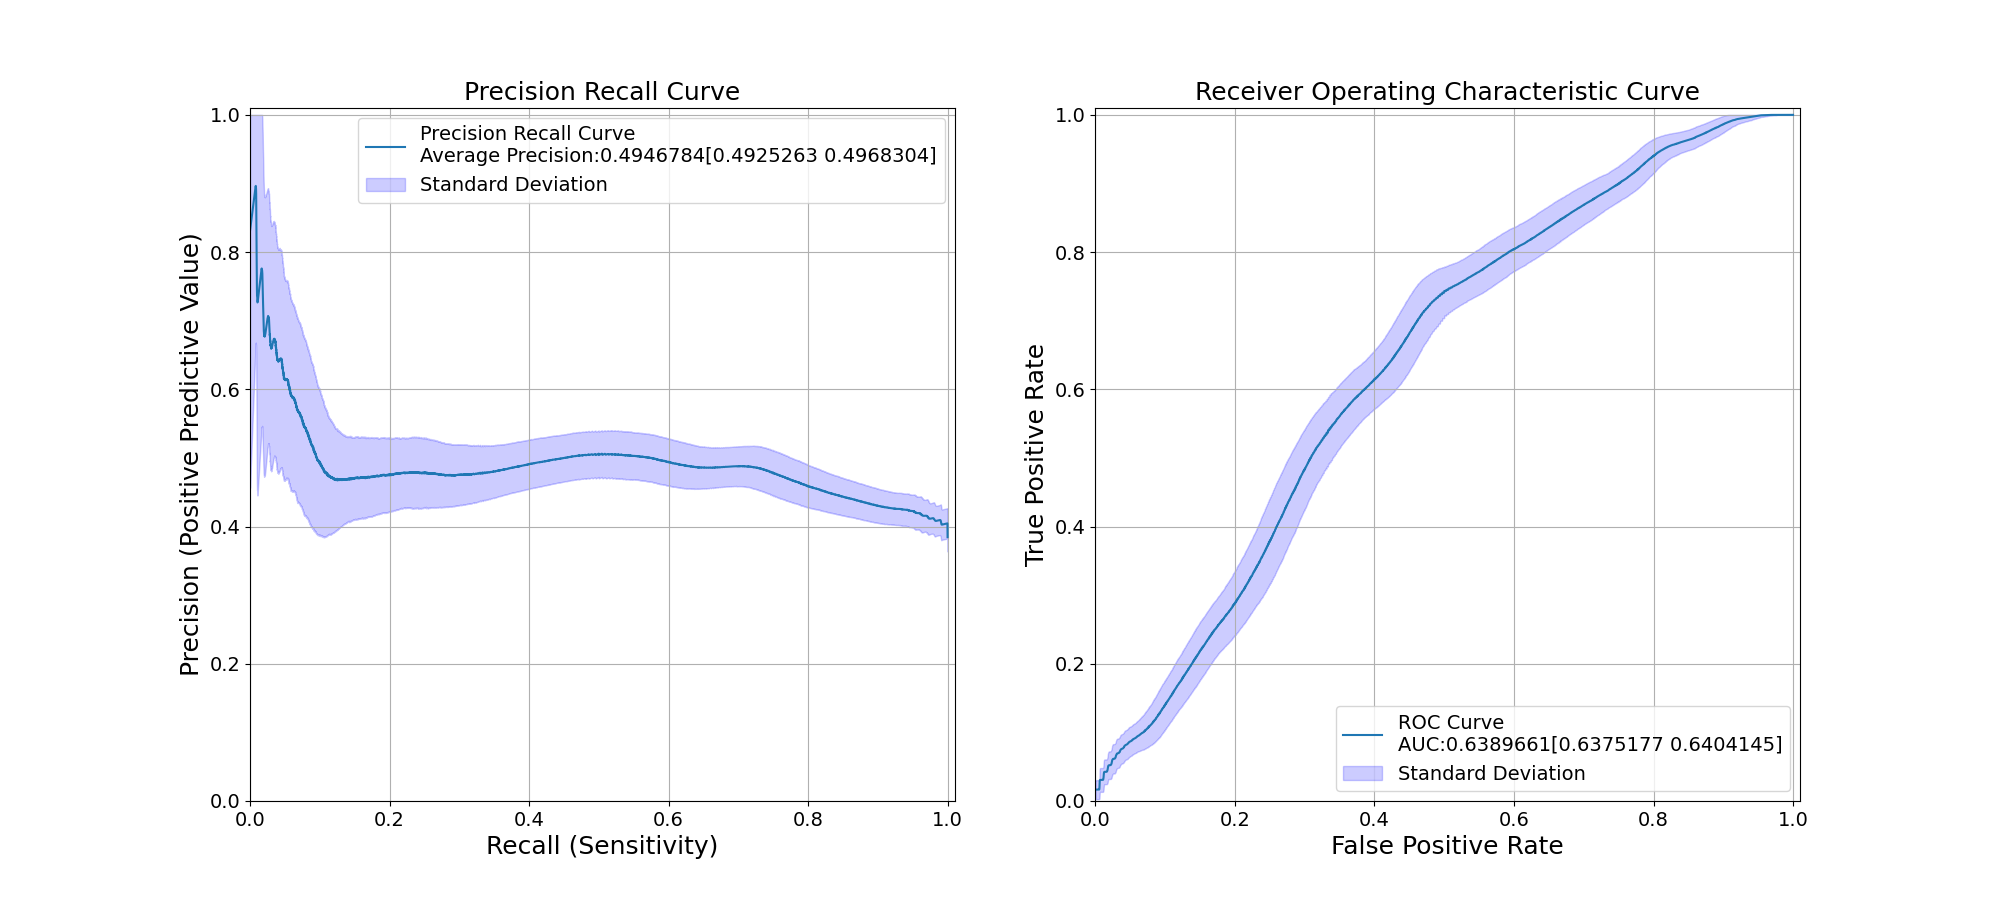 Precision Recall Curve
1.0
0.8
0.6
0.4
0.2
0.0
Precision (Positive Predictive Value)
Precision Recall Curve
Average Precision:0.4946784[0.4925263 0.4968304]
Standard Deviation
0.0 0.2 0.4 0.6 0.8 1.0
Recall (Sensitivity)
Receiver Operating Characteristic Curve
1.0
0.8
0.6
0.4
0.2
0.0
True Positive Rate
ROC Curve
AUC:0.6389661[0.6375177 0.6404145]
Standard Deviation
0.0 0.2 0.4 0.6 0.8 1.0
False Positive Rate